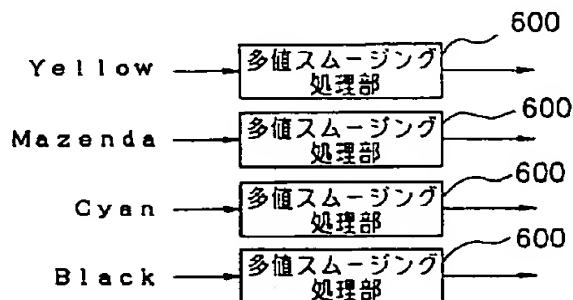 600
Yellow 多値スムージング
処理部
600
Mazenda 多値スムージング
処理部
600
Cyan 多値スムージング
処理部
600
Black 多値スムージング
処理部